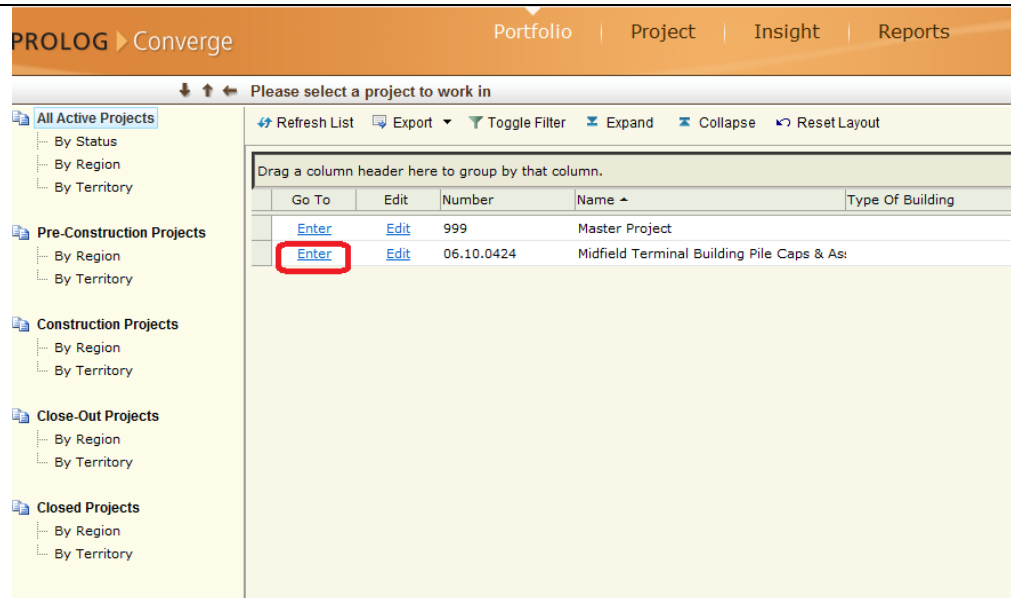 PROLOG Converge
Portfolio Project Insight Reports
Please select a project to work in
All Active Projects
By Status
By Region
By Territory
Pre-Construction Projects
By Region
By Territory
Construction Projects
By Region
By Territory
Close-Out Projects
By Region
By Territory
Closed Projects
By Region
By Territory
Refresh List Export Toggle Filter Expand Collapse Reset Layout
Drag a column header here to group by that column.
Go To Edit Number Name Type Of Building
Enter Edit 999 Master Project
Enter Edit 06.10.0424 Midfield Terminal Building Pile Caps & As